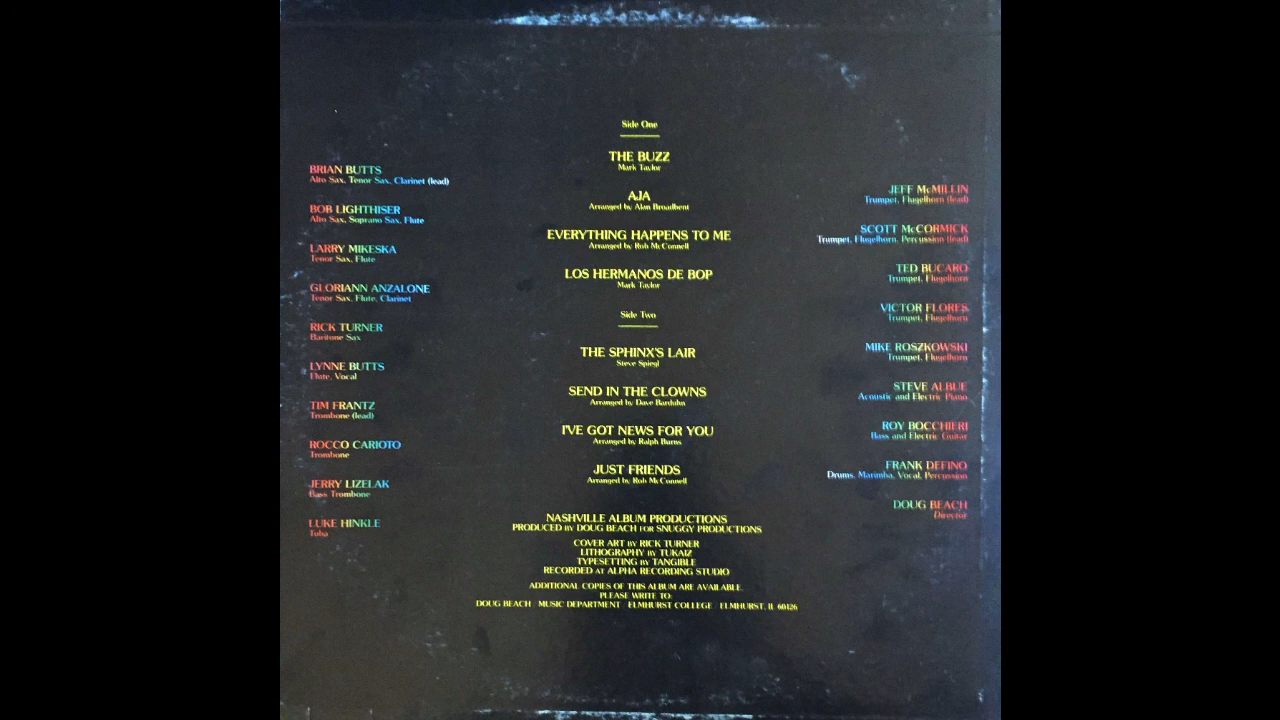 Side One
THE BUZZ
Mark Taylor
AJA
Arranged by Alan Broadbent
EVERYTHING HAPPENS TO ME
Arranged by Rob McConnell
LOS HERMANOS DE BOP
Mark Taylor
Side Two
THE SPHINX'S LAIR
Steve Spiegl
SEND IN THE CLOWNS
Arranged by Dave Barduhn
I'VE GOT NEWS FOR YOU
Arranged by Ralph Burns
JUST FRIENDS
Arranged by Rob McConnell
BRIAN BUTTS
Alto Sax, Tenor Sax, Clarinet (lead)
BOB LIGHTHISER
Alto Sax, Soprano Sax, Flute
LARRY MIKESKA
Tenor Sax, Flute
GLORIANN ANZALONE
Tenor Sax, Flute, Clarinet
RICK TURNER
Baritone Sax
LYNNE BUTTS
Flute, Vocal
TIM FRANTZ
Trombone (lead)
ROCCO CARIOTO
Trombone
JERRY LIZELAK
Bass Trombone
LUKE HINKLE
Tuba
JEFF McMILLIN
Trumpet, Flugelhorn (lead)
SCOTT McCORMICK
Trumpet, Flugelhorn, Percussion (lead)
TED BUCARO
Trumpet, Flugelhorn
VICTOR FLORES
Trumpet, Flugelhorn
MIKE ROSZKOWSKI
Trumpet, Flugelhorn
STEVE ALBUE
Acoustic and Electric Piano
ROY BOCCHIERI
Bass and Electric Guitar
FRANK DEFINO
Drums, Marimba, Vocal, Percussion
DOUG BEACH
Director
NASHVILLE ALBUM PRODUCTIONS
PRODUCED BY DOUG BEACH FOR SNUGGY PRODUCTIONS
COVER ART BY RICK TURNER
LITHOGRAPHY BY TUKAIZ
TYPESETTING BY TANGIBLE
RECORDED AT ALPHA RECORDING STUDIO
ADDITIONAL COPIES OF THIS ALBUM ARE AVAILABLE.
PLEASE WRITE TO:
DOUG BEACH / MUSIC DEPARTMENT / ELMHURST COLLEGE / ELMHURST, IL 60126